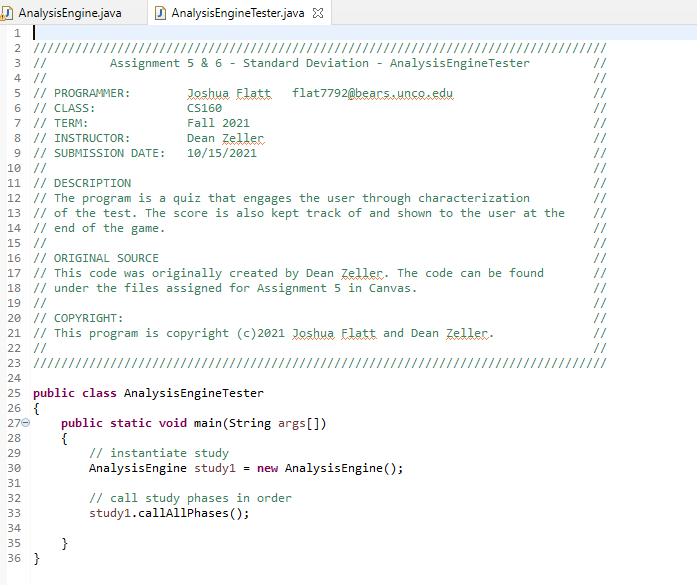 AnalysisEngine.java AnalysisEngineTester.java
1
2 //////////////////////////////////////////////////////////////////////////////////
3 // Assignment 5 & 6 - Standard Deviation - AnalysisEngineTester //
4 // //
5 // PROGRAMMER: Joshua Flatt flat7792@bears.unco.edu //
6 // CLASS: CS160 //
7 // TERM: Fall 2021 //
8 // INSTRUCTOR: Dean Zeller //
9 // SUBMISSION DATE: 10/15/2021 //
10 // //
11 // DESCRIPTION //
12 // The program is a quiz that engages the user through characterization //
13 // of the test. The score is also kept track of and shown to the user at the //
14 // end of the game. //
15 // //
16 // ORIGINAL SOURCE //
17 // This code was originally created by Dean Zeller. The code can be found //
18 // under the files assigned for Assignment 5 in Canvas. //
19 // //
20 // COPYRIGHT: //
21 // This program is copyright (c)2021 Joshua Flatt and Dean Zeller. //
22 // //
23 //////////////////////////////////////////////////////////////////////////////////
24
25 public class AnalysisEngineTester
26 {
27 public static void main(String args[])
28 {
29 // instantiate study
30 AnalysisEngine study1 = new AnalysisEngine();
31
32 // call study phases in order
33 study1.callAllPhases();
34
35 }
36 }